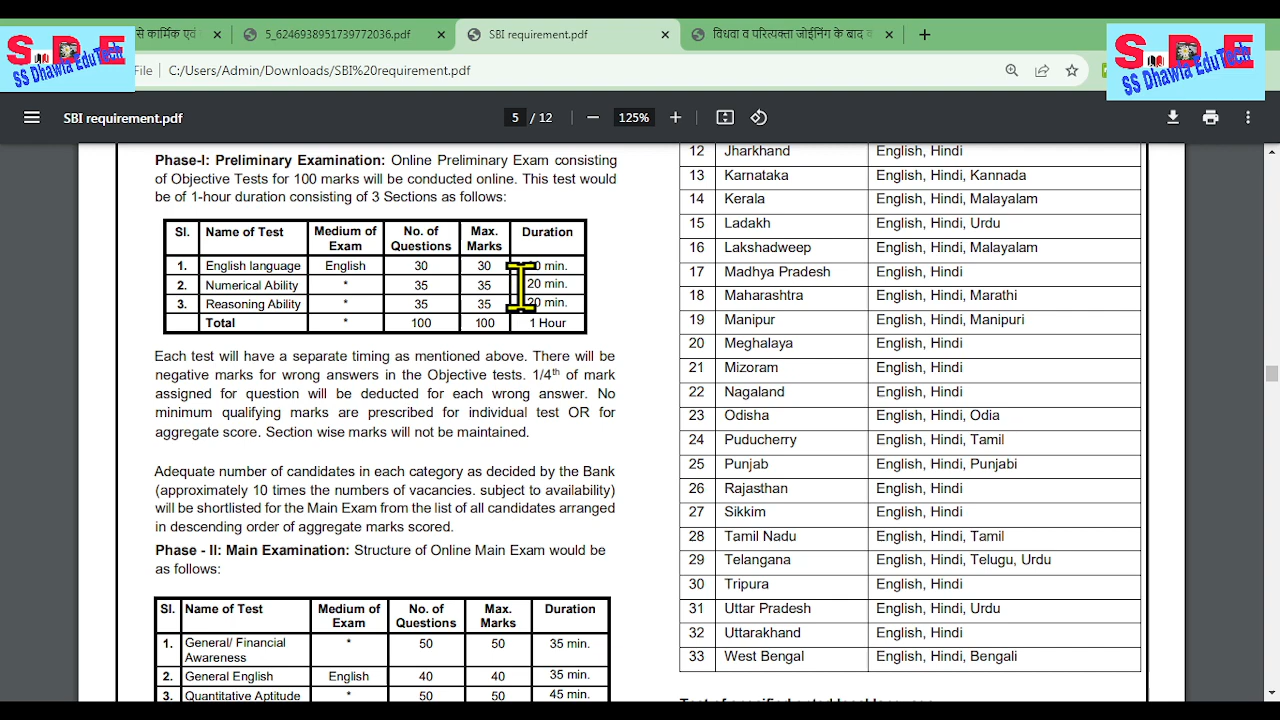 S D E
SS Dhawla EduTech
से कार्मिक एवं
5_6246938951739772036.pdf
SBI requirement.pdf
विधवा व परित्यक्ता जोईनिंग के बाद
S D E
SS Dhawla EduTech
File C:/Users/Admin/Downloads/SBI%20requirement.pdf
SBI requirement.pdf
5 / 12
125%
Phase-I: Preliminary Examination: Online Preliminary Exam consisting
of Objective Tests for 100 marks will be conducted online. This test would
be of 1-hour duration consisting of 3 Sections as follows:
Sl. Name of Test Medium of Exam No. of Questions Max. Marks Duration
1. English language English 30 30 min.
2. Numerical Ability * 35 35 20 min.
3. Reasoning Ability * 35 35 20 min.
Total * 100 100 1 Hour
Each test will have a separate timing as mentioned above. There will be
negative marks for wrong answers in the Objective tests. 1/4th of mark
assigned for question will be deducted for each wrong answer. No
minimum qualifying marks are prescribed for individual test OR for
aggregate score. Section wise marks will not be maintained.
Adequate number of candidates in each category as decided by the Bank
(approximately 10 times the numbers of vacancies. subject to availability)
will be shortlisted for the Main Exam from the list of all candidates arranged
in descending order of aggregate marks scored.
Phase - II: Main Examination: Structure of Online Main Exam would be
as follows:
Sl. Name of Test Medium of Exam No. of Questions Max. Marks Duration
1. General/ Financial Awareness * 50 50 35 min.
2. General English English 40 40 35 min.
3. Quantitative Aptitude * 50 50 45 min.
12 Jharkhand English, Hindi
13 Karnataka English, Hindi, Kannada
14 Kerala English, Hindi, Malayalam
15 Ladakh English, Hindi, Urdu
16 Lakshadweep English, Hindi, Malayalam
17 Madhya Pradesh English, Hindi
18 Maharashtra English, Hindi, Marathi
19 Manipur English, Hindi, Manipuri
20 Meghalaya English, Hindi
21 Mizoram English, Hindi
22 Nagaland English, Hindi
23 Odisha English, Hindi, Odia
24 Puducherry English, Hindi, Tamil
25 Punjab English, Hindi, Punjabi
26 Rajasthan English, Hindi
27 Sikkim English, Hindi
28 Tamil Nadu English, Hindi, Tamil
29 Telangana English, Hindi, Telugu, Urdu
30 Tripura English, Hindi
31 Uttar Pradesh English, Hindi, Urdu
32 Uttarakhand English, Hindi
33 West Bengal English, Hindi, Bengali